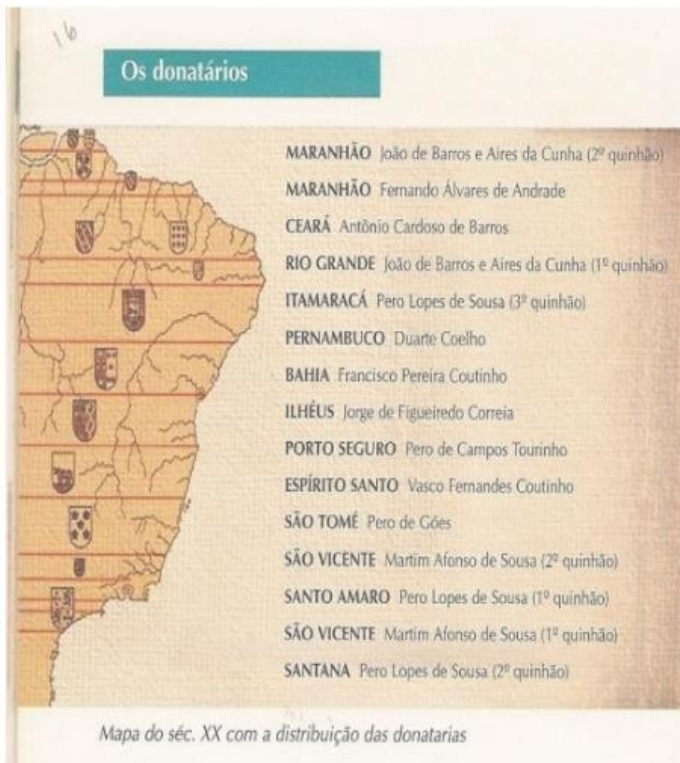 16
Os donatários
MARANHÃO João de Barros e Aires da Cunha (2º quinhão)
MARANHÃO Fernando Álvares de Andrade
CEARÁ Antônio Cardoso de Barros
RIO GRANDE João de Barros e Aires da Cunha (1º quinhão)
ITAMARACÁ Pero Lopes de Sousa (3º quinhão)
PERNAMBUCO Duarte Coelho
BAHIA Francisco Pereira Coutinho
ILHÉUS Jorge de Figueiredo Correia
PORTO SEGURO Pero de Campos Tourinho
ESPÍRITO SANTO Vasco Fernandes Coutinho
SÃO TOMÉ Pero de Góes
SÃO VICENTE Martim Afonso de Sousa (2º quinhão)
SANTO AMARO Pero Lopes de Sousa (1º quinhão)
SÃO VICENTE Martim Afonso de Sousa (1º quinhão)
SANTANA Pero Lopes de Sousa (2º quinhão)
Mapa do séc. XX com a distribuição das donatarias